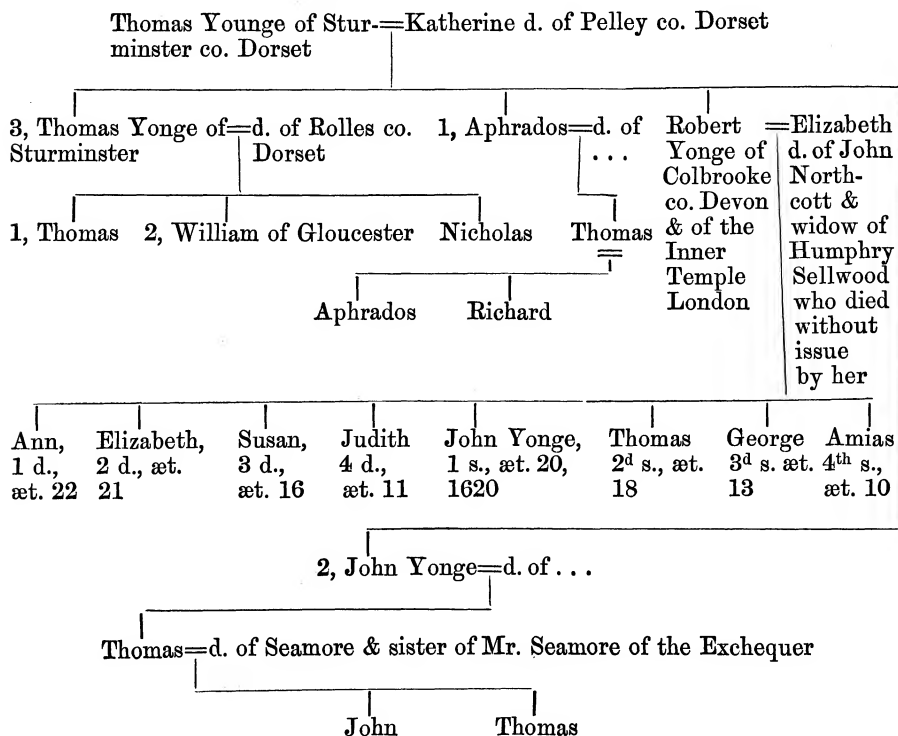 Thomas Younge of Stur-=Katherine d. of Pelley co. Dorset
minster co. Dorset
3, Thomas Yonge of=d. of Rolles co.
Sturminster Dorset
1, Aphrados=d. of
. . .
Robert
Yonge of
Colbrooke
co. Devon
& of the
Inner
Temple
London
=Elizabeth
d. of John
North-
cott &
widow of
Humphry
Sellwood
who died
without
issue
by her
1, Thomas 2, William of Gloucester Nicholas Thomas
=
Aphrados Richard
Ann,
1 d.,
æt. 22
Elizabeth,
2 d., æt.
21
Susan,
3 d.,
æt. 16
Judith
4 d.,
æt. 11
John Yonge,
1 s., æt. 20,
1620
Thomas
2d s., æt.
18
George
3d s. æt.
13
Amias
4th s.,
æt. 10
2, John Yonge=d. of . . .
Thomas=d. of Seamore & sister of Mr. Seamore of the Exchequer
John Thomas